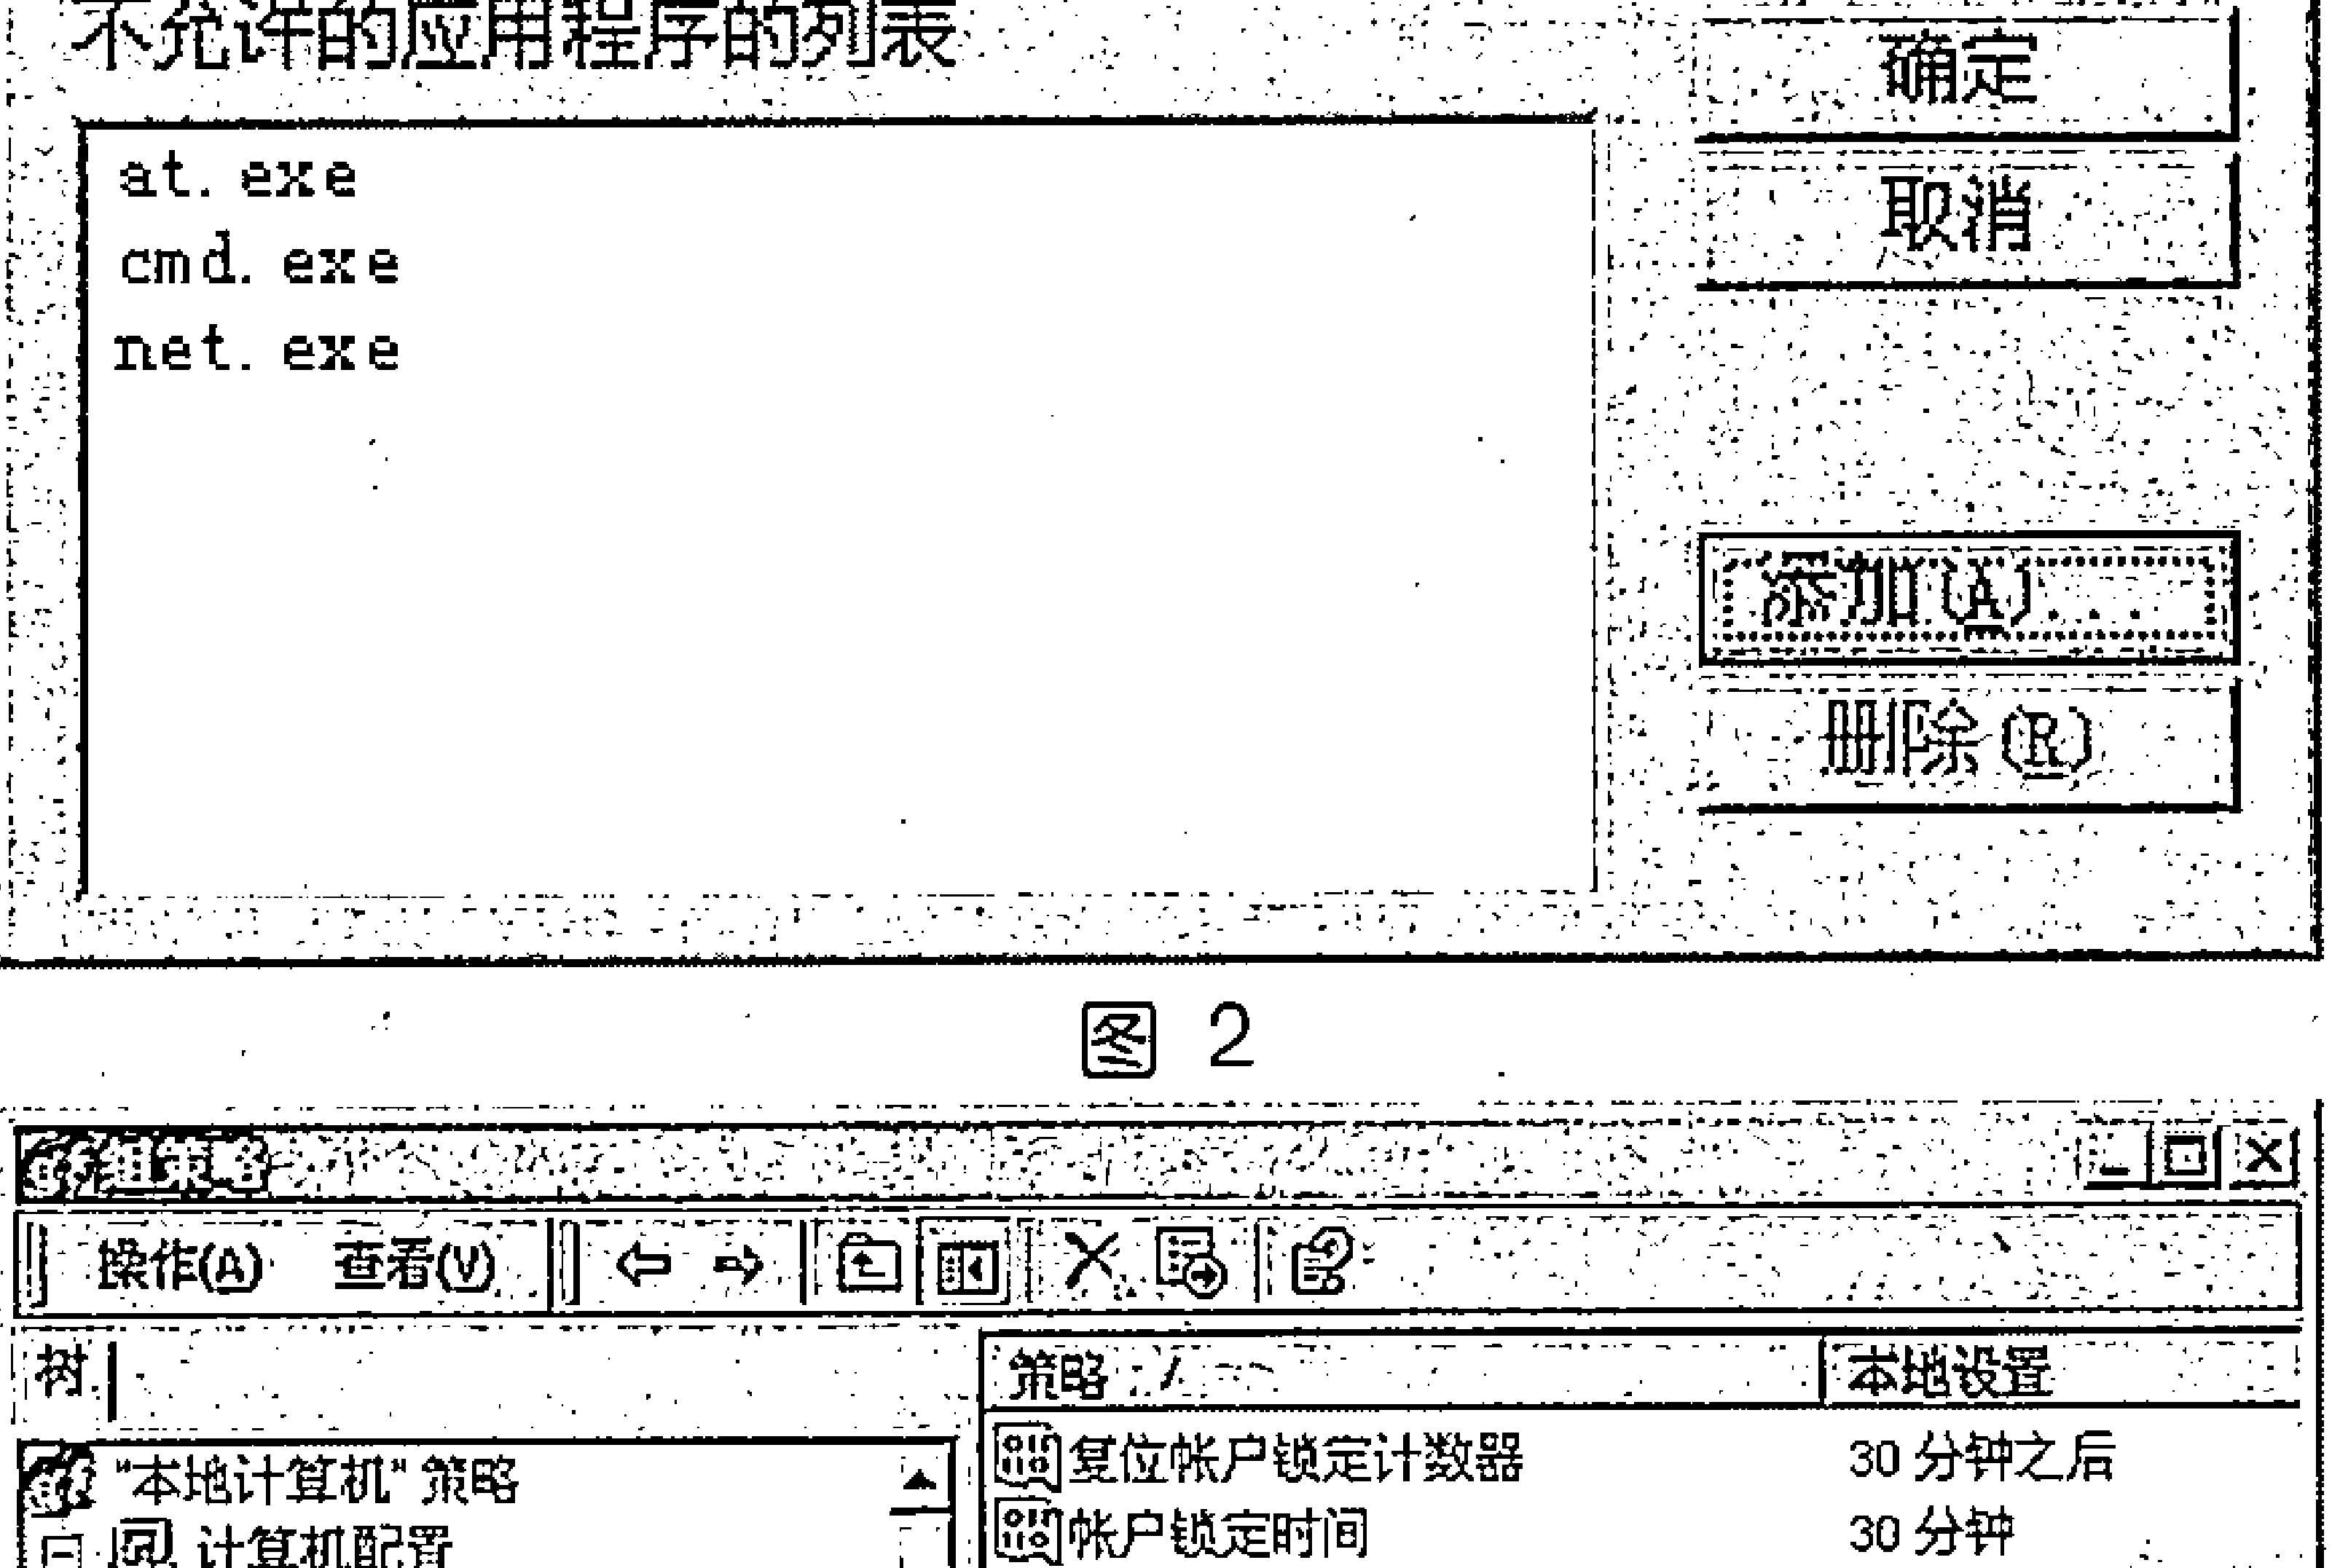 不允许的应用程序的列表
确定
取消
at.exe
cmd.exe
net.exe
添加(A)...
删除(R)
图 2
组策略
操作(A) 查看(V)
树
策略 / 本地设置
"本地计算机" 策略
计算机配置
复位帐户锁定计数器 30 分钟之后
帐户锁定时间 30 分钟